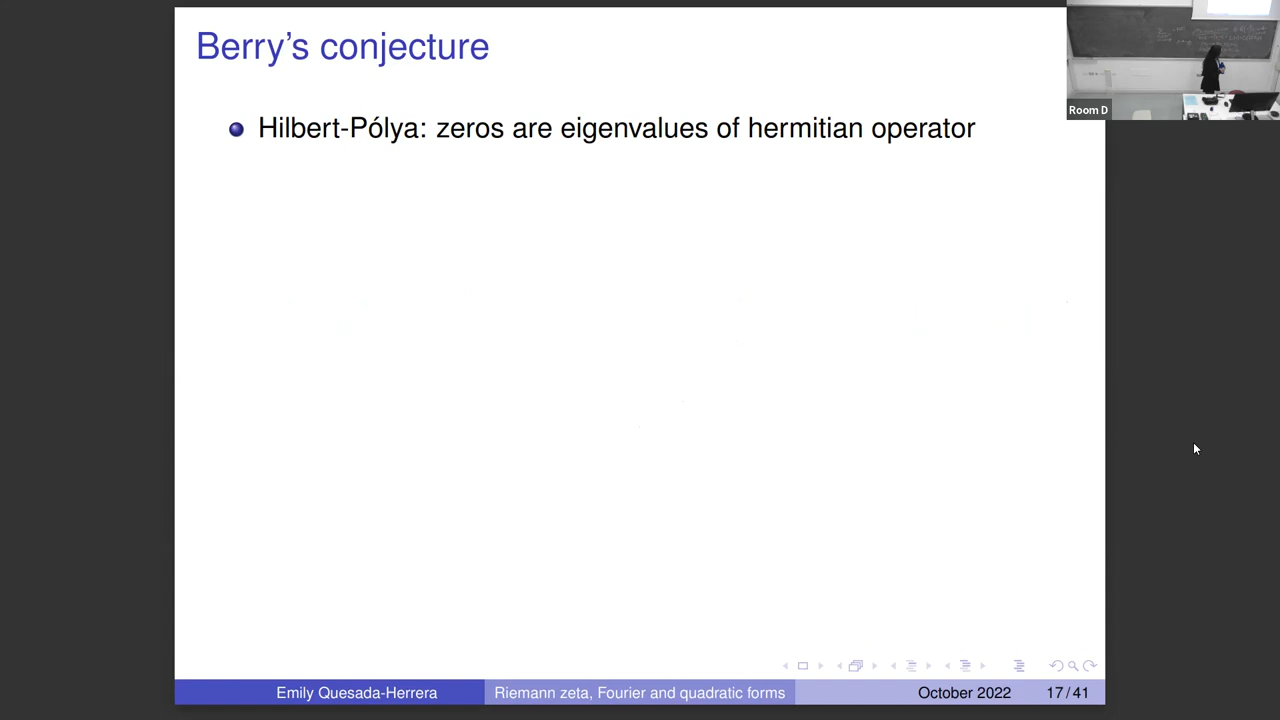 Berry's conjecture
Room D
Hilbert-Pólya: zeros are eigenvalues of hermitian operator
Emily Quesada-Herrera
Riemann zeta, Fourier and quadratic forms
October 2022
17/41